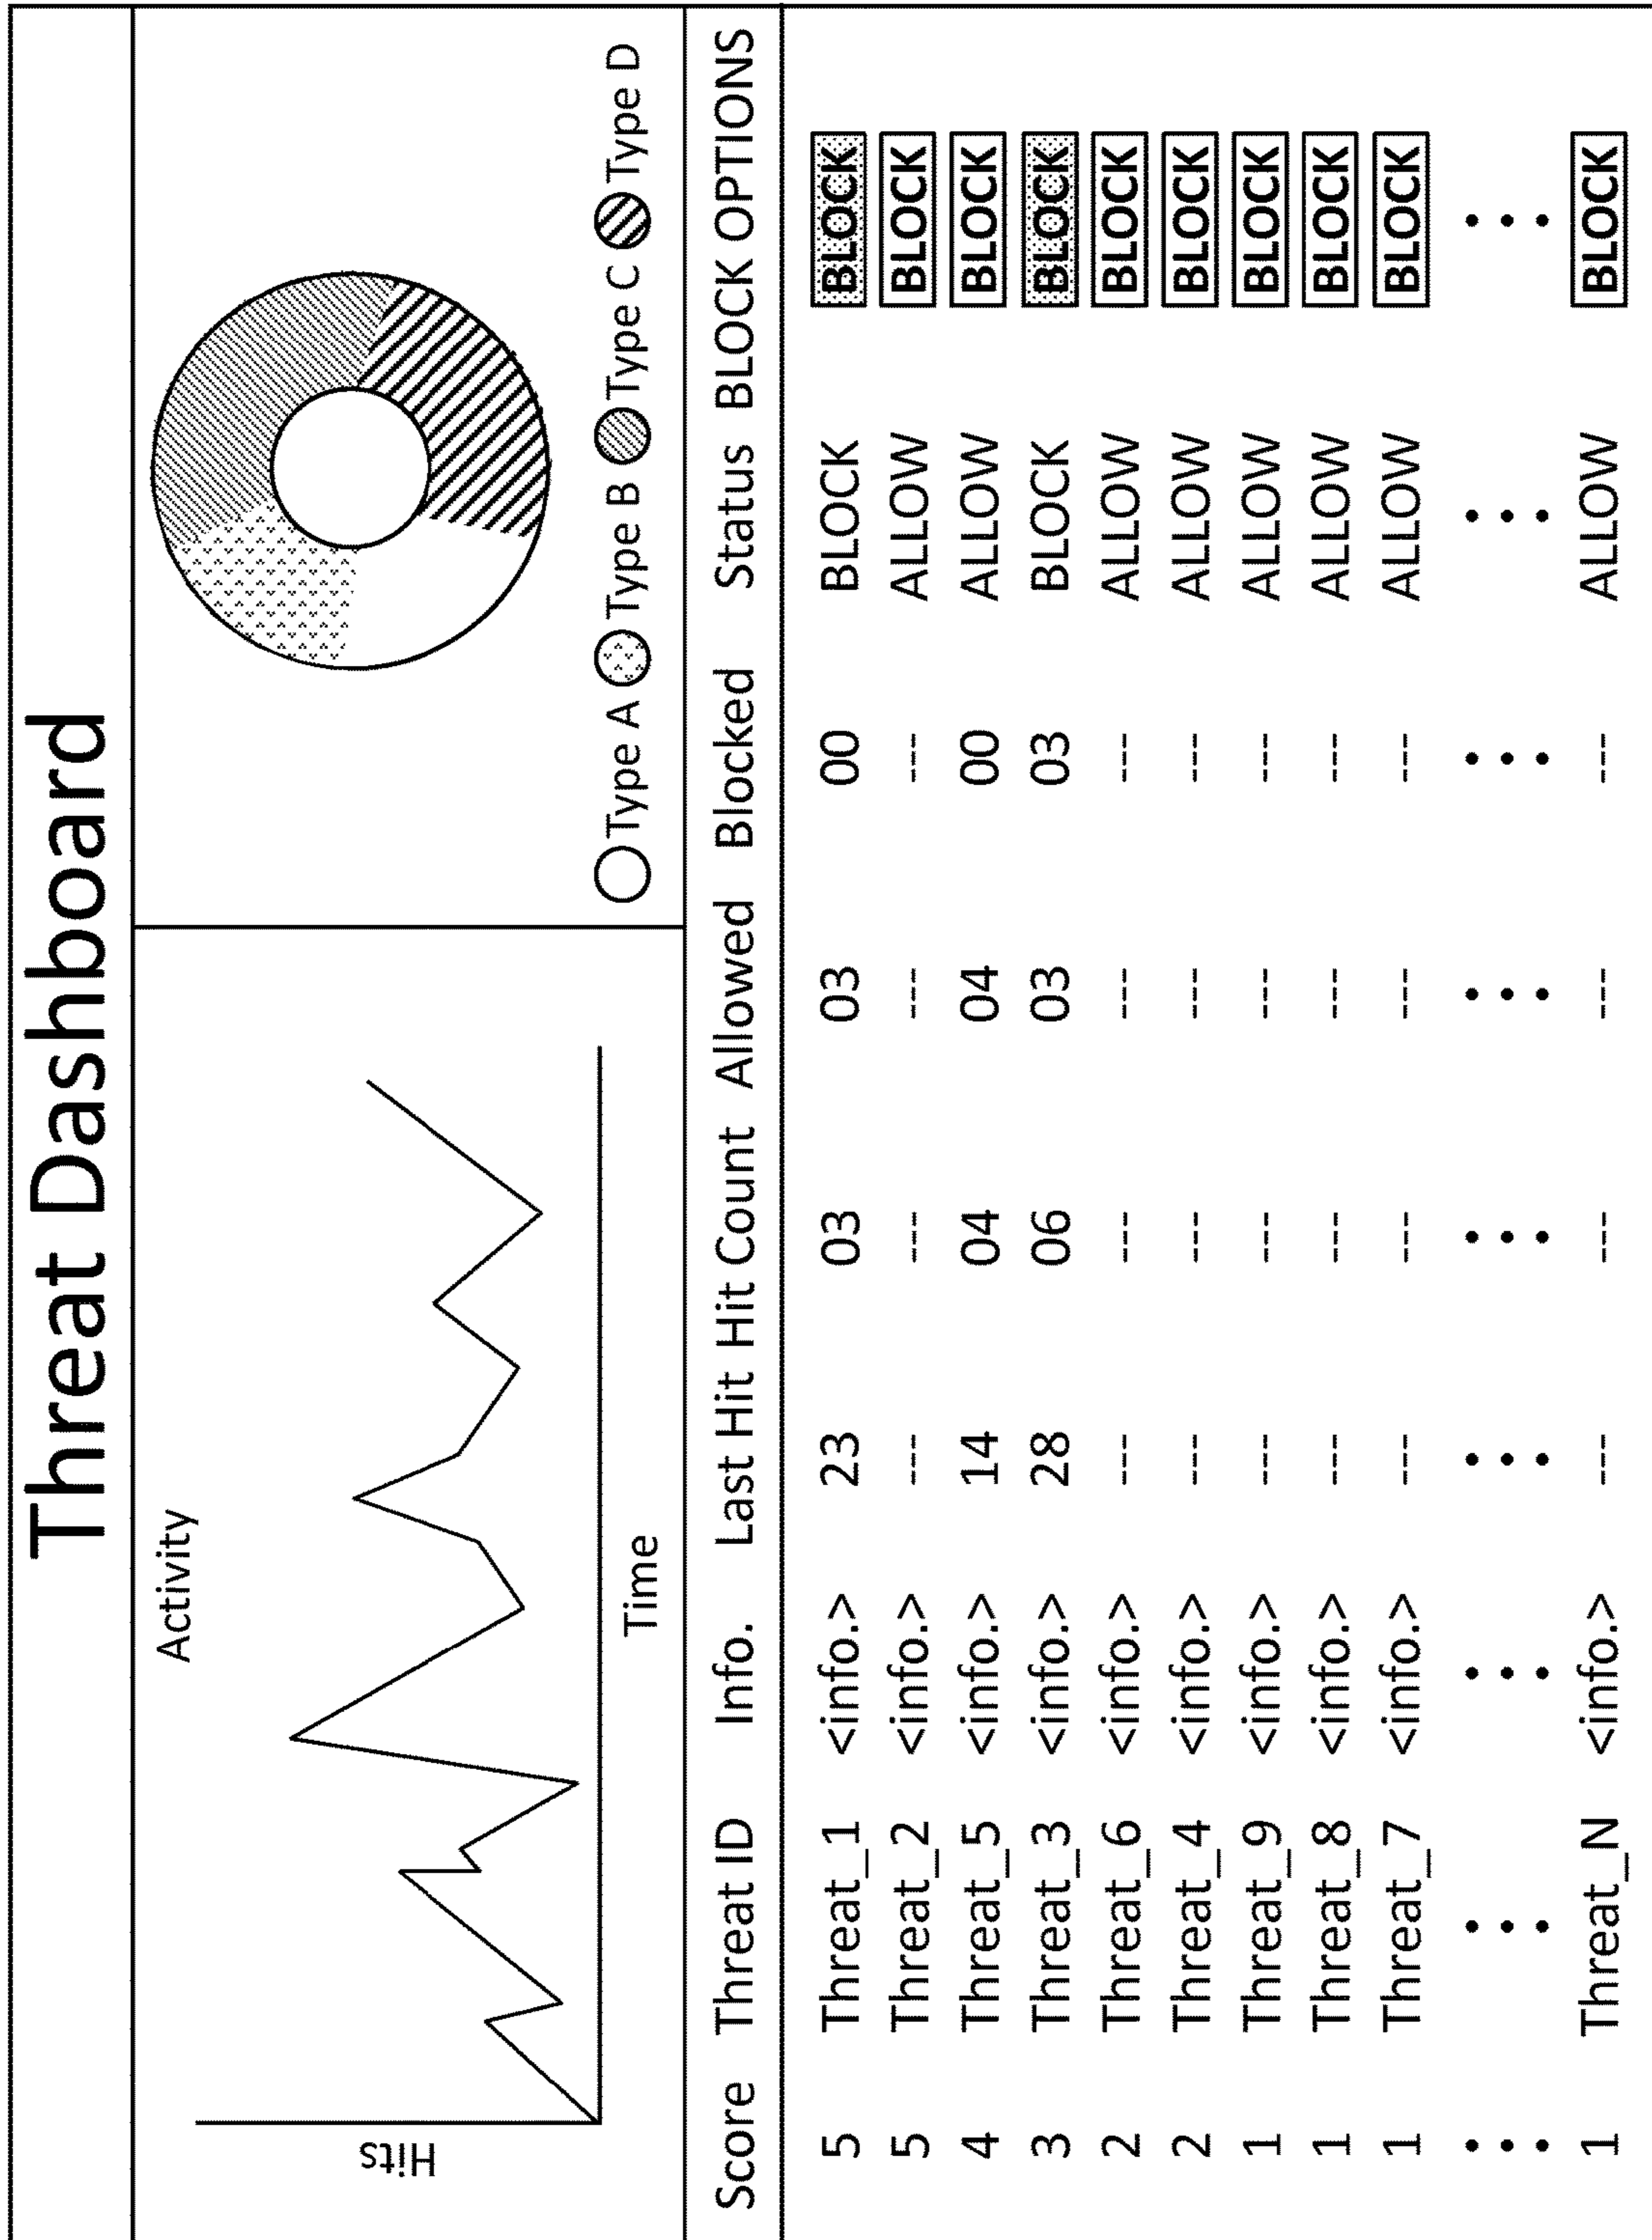 Threat Dashboard
Activity
Hits
Time
Type A Type B Type C Type D
Score Threat ID Info. Last Hit Hit Count Allowed Blocked Status BLOCK OPTIONS
5 Threat_1 <info.> 23 03 03 00 BLOCK BLOCK
5 Threat_2 <info.> --- --- --- --- ALLOW BLOCK
4 Threat_5 <info.> 14 04 04 00 ALLOW BLOCK
3 Threat_3 <info.> 28 06 03 03 BLOCK BLOCK
2 Threat_6 <info.> --- --- --- --- ALLOW BLOCK
2 Threat_4 <info.> --- --- --- --- ALLOW BLOCK
1 Threat_9 <info.> --- --- --- --- ALLOW BLOCK
1 Threat_8 <info.> --- --- --- --- ALLOW BLOCK
1 Threat_7 <info.> --- --- --- --- ALLOW BLOCK
1 Threat_N <info.> --- --- --- --- ALLOW BLOCK